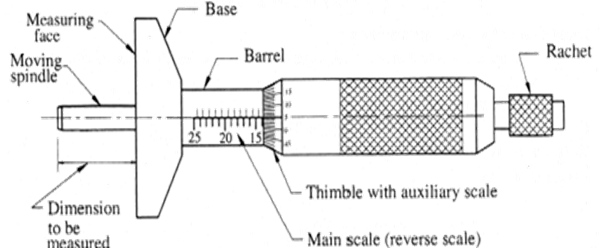 Base
Measuring
face
Barrel
Rachet
Moving
spindle
25 20 15
Thimble with auxiliary scale
Dimension
to be
measured
Main scale (reverse scale)